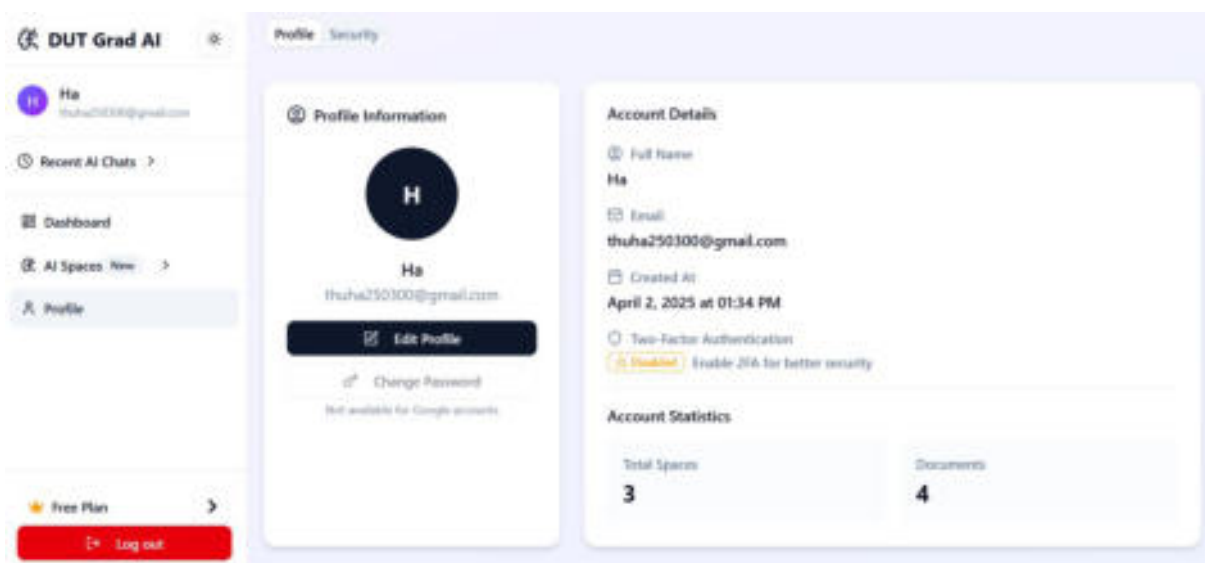 DUT Grad AI
H
Ha
thuha250300@gmail.com
Recent AI Chats
Dashboard
AI Spaces New
Profile
Free Plan
Log out
Profile Security
Profile Information
H
Ha
thuha250300@gmail.com
Edit Profile
Change Password
Not available for Google accounts
Account Details
Full Name
Ha
Email
thuha250300@gmail.com
Created At
April 2, 2025 at 01:34 PM
Two-Factor Authentication
Disabled Enable 2FA for better security
Account Statistics
Total Spaces
3
Documents
4